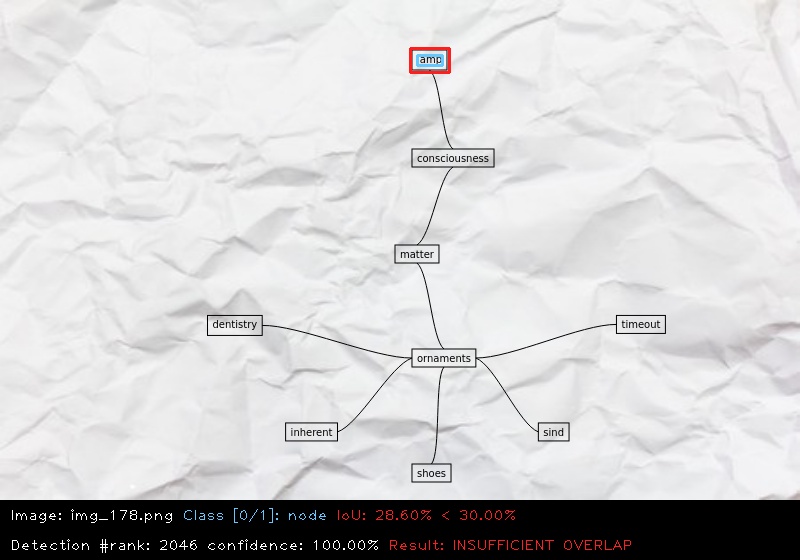 amp
consciousness
matter
dentistry
timeout
ornaments
inherent
sind
shoes
Image: img_178.png Class [0/1]: node IoU: 28.60% < 30.00%
Detection #rank: 2046 confidence: 100.00% Result: INSUFFICIENT OVERLAP